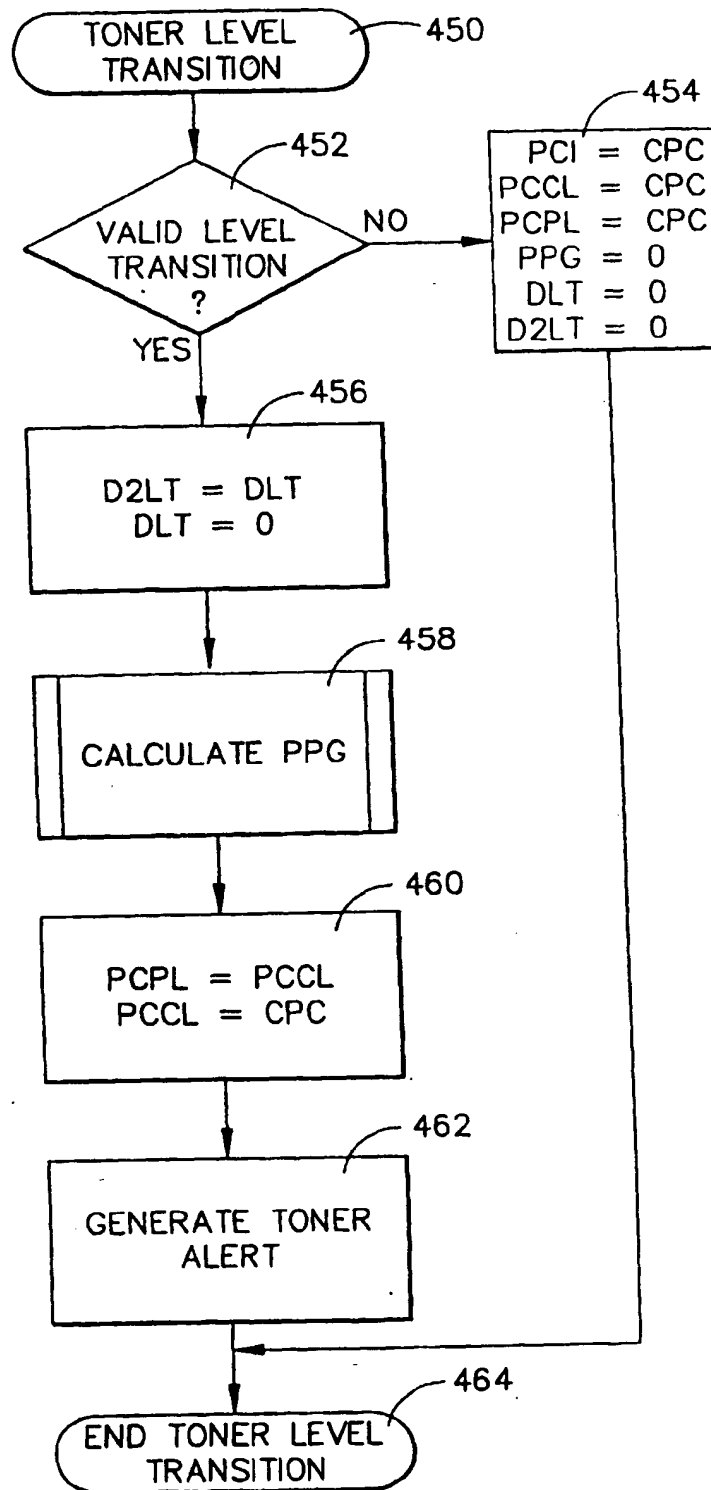 TONER LEVEL
TRANSITION
450
452
VALID LEVEL
TRANSITION
?
NO
YES
454
PCI = CPC
PCCL = CPC
PCPL = CPC
PPG = 0
DLT = 0
D2LT = 0
456
D2LT = DLT
DLT = 0
458
CALCULATE PPG
460
PCPL = PCCL
PCCL = CPC
462
GENERATE TONER
ALERT
464
END TONER LEVEL
TRANSITION